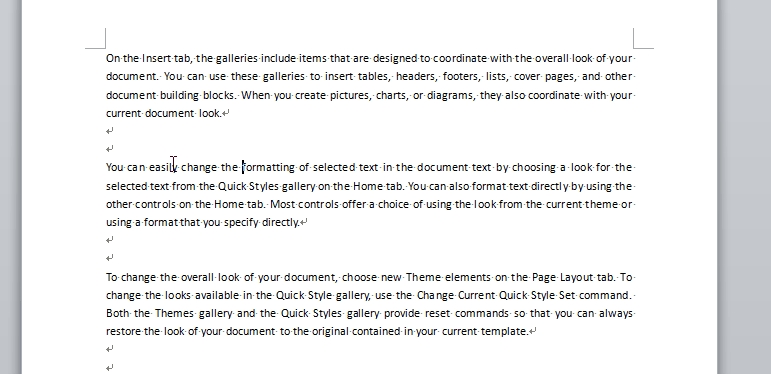 On the Insert tab, the galleries include items that are designed to coordinate with the overall look of your
document. You can use these galleries to insert tables, headers, footers, lists, cover pages, and other
document building blocks. When you create pictures, charts, or diagrams, they also coordinate with your
current document look.
You can easily change the formatting of selected text in the document text by choosing a look for the
selected text from the Quick Styles gallery on the Home tab. You can also format text directly by using the
other controls on the Home tab. Most controls offer a choice of using the look from the current theme or
using a format that you specify directly.
To change the overall look of your document, choose new Theme elements on the Page Layout tab. To
change the looks available in the Quick Style gallery, use the Change Current Quick Style Set command.
Both the Themes gallery and the Quick Styles gallery provide reset commands so that you can always
restore the look of your document to the original contained in your current template.